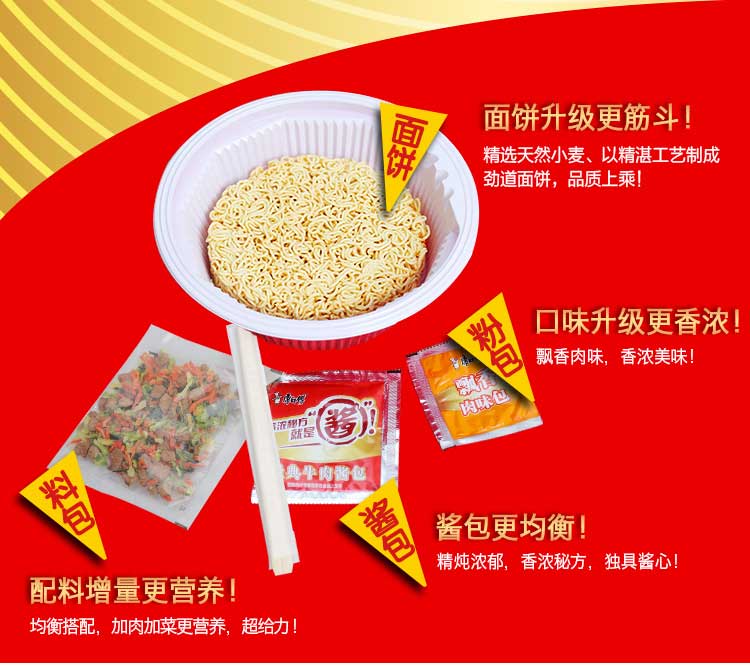 面饼
面饼升级更筋斗！
精选天然小麦、以精湛工艺制成
劲道面饼，品质上乘！
粉包
口味升级更香浓！
飘香肉味，香浓美味！
飘香
肉味包
康师傅
浓秘方
就是
“酱”！
典牛肉酱包
料包
酱包
酱包更均衡！
精炖浓郁，香浓秘方，独具酱心！
配料增量更营养！
均衡搭配，加肉加菜更营养，超给力！